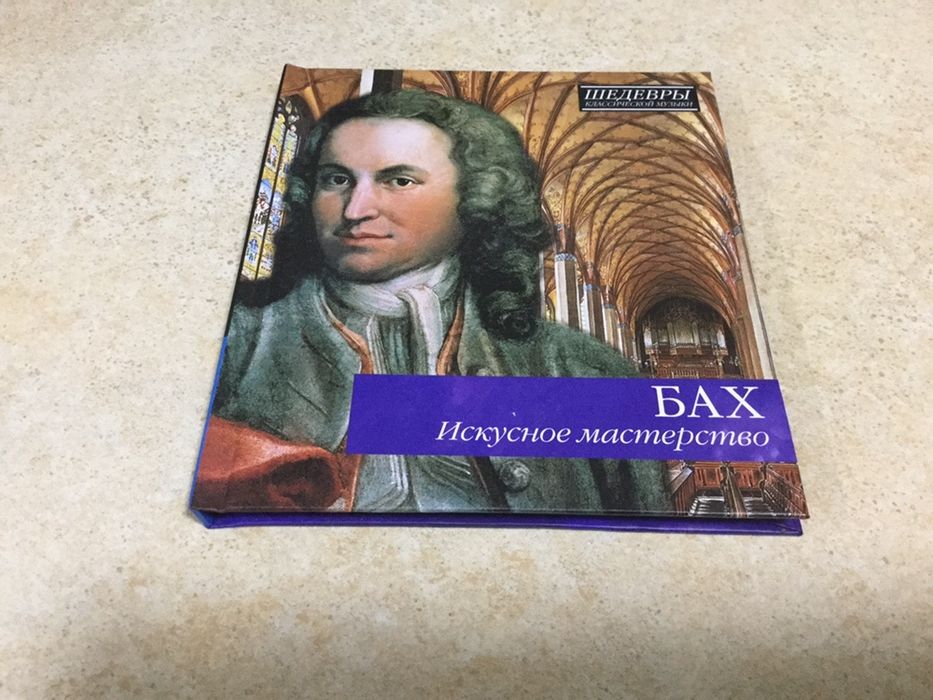 ШЕДЕВРЫ
КЛАССИЧЕСКОЙ МУЗЫКИ
БАХ
Искусное мастерство